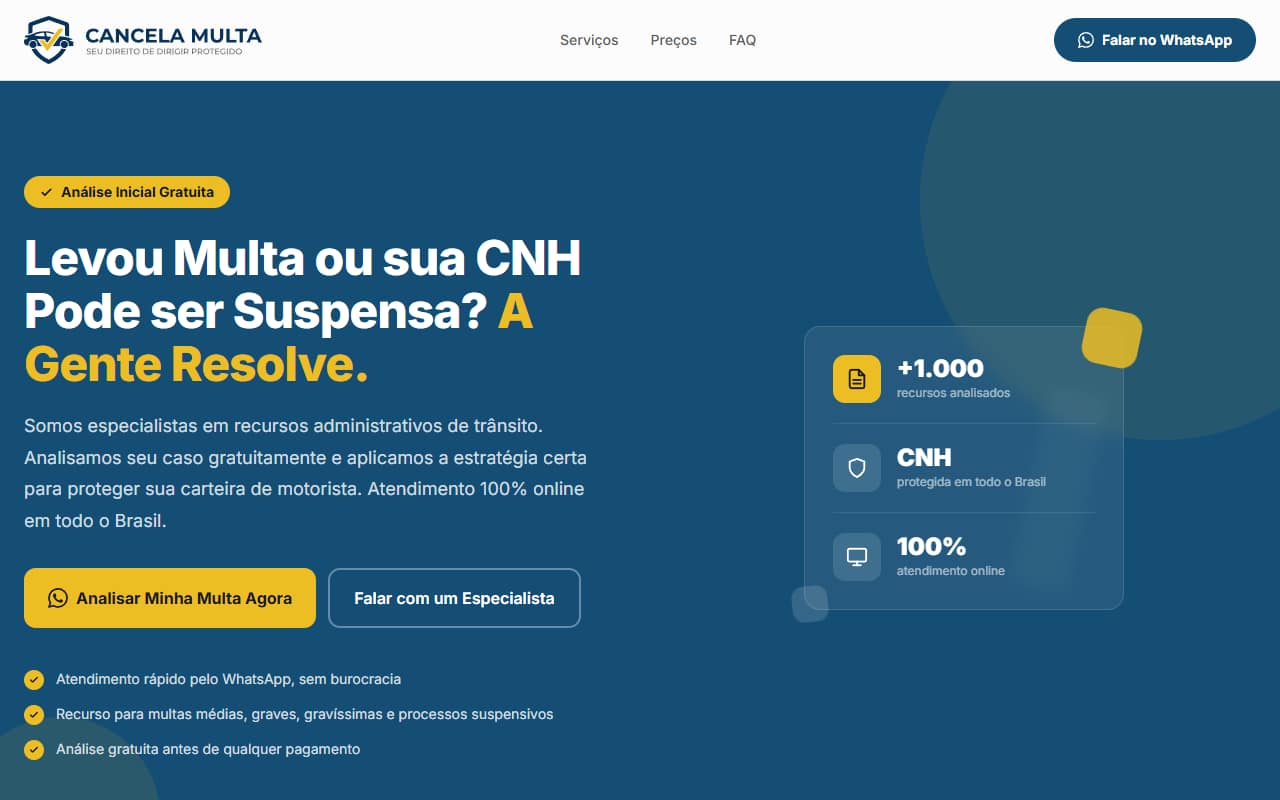 CANCELA MULTA
SEU DIREITO DE DIRIGIR PROTEGIDO
Serviços
Preços
FAQ
Falar no WhatsApp
Análise Inicial Gratuita
Levou Multa ou sua CNH
Pode ser Suspensa? A
Gente Resolve.
Somos especialistas em recursos administrativos de trânsito.
Analisamos seu caso gratuitamente e aplicamos a estratégia certa
para proteger sua carteira de motorista. Atendimento 100% online
em todo o Brasil.
Analisar Minha Multa Agora
Falar com um Especialista
Atendimento rápido pelo WhatsApp, sem burocracia
Recurso para multas médias, graves, gravíssimas e processos suspensivos
Análise gratuita antes de qualquer pagamento
+1.000
recursos analisados
CNH
protegida em todo o Brasil
100%
atendimento online